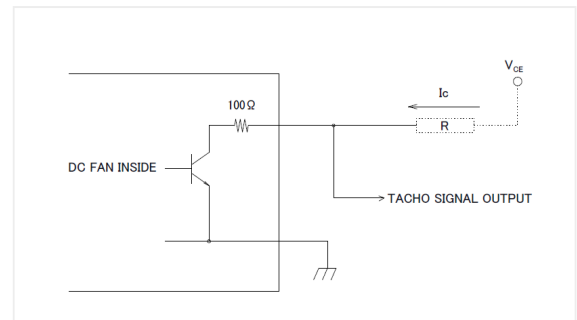 V_CE
Ic
100Ω
R
DC FAN INSIDE
TACHO SIGNAL OUTPUT